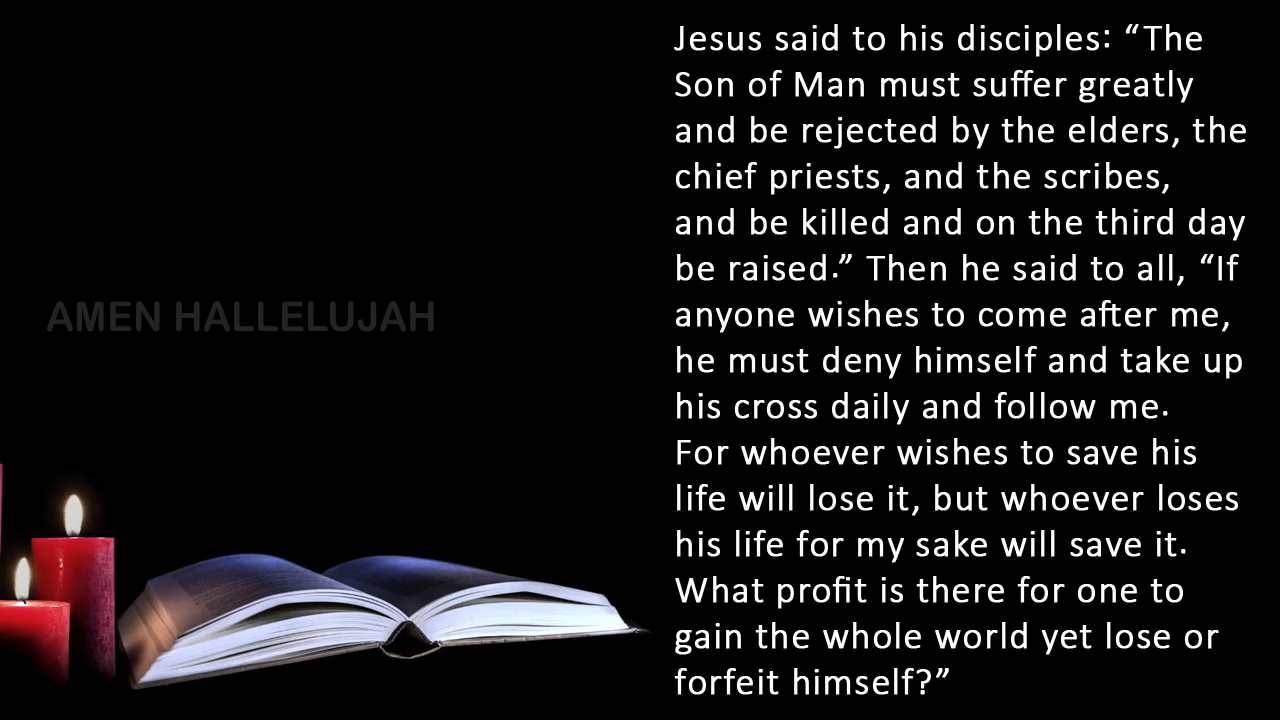 Jesus said to his disciples: “The
Son of Man must suffer greatly
and be rejected by the elders, the
chief priests, and the scribes,
and be killed and on the third day
be raised.” Then he said to all, “If
anyone wishes to come after me,
he must deny himself and take up
his cross daily and follow me.
For whoever wishes to save his
life will lose it, but whoever loses
his life for my sake will save it.
What profit is there for one to
gain the whole world yet lose or
forfeit himself?”
AMEN HALLELUJAH